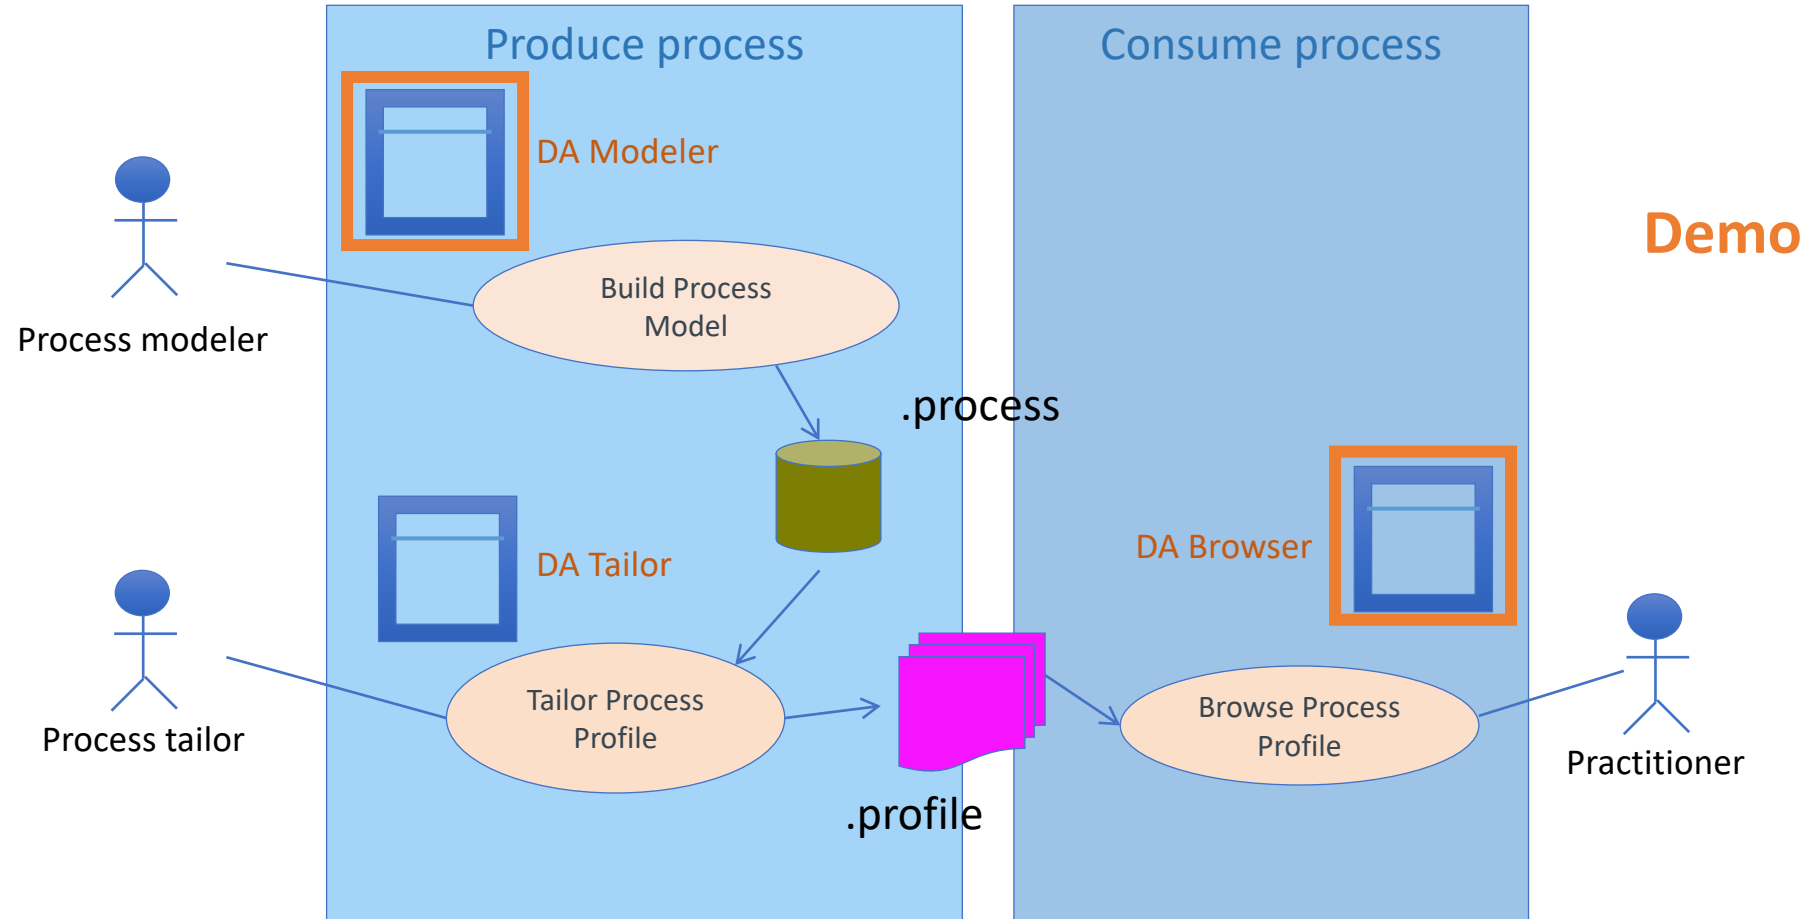 Produce process
Consume process
DA Modeler
Demo
Build Process
Model
Process modeler
.process
DA Tailor
DA Browser
Tailor Process
Profile
Browse Process
Profile
Process tailor
Practitioner
.profile